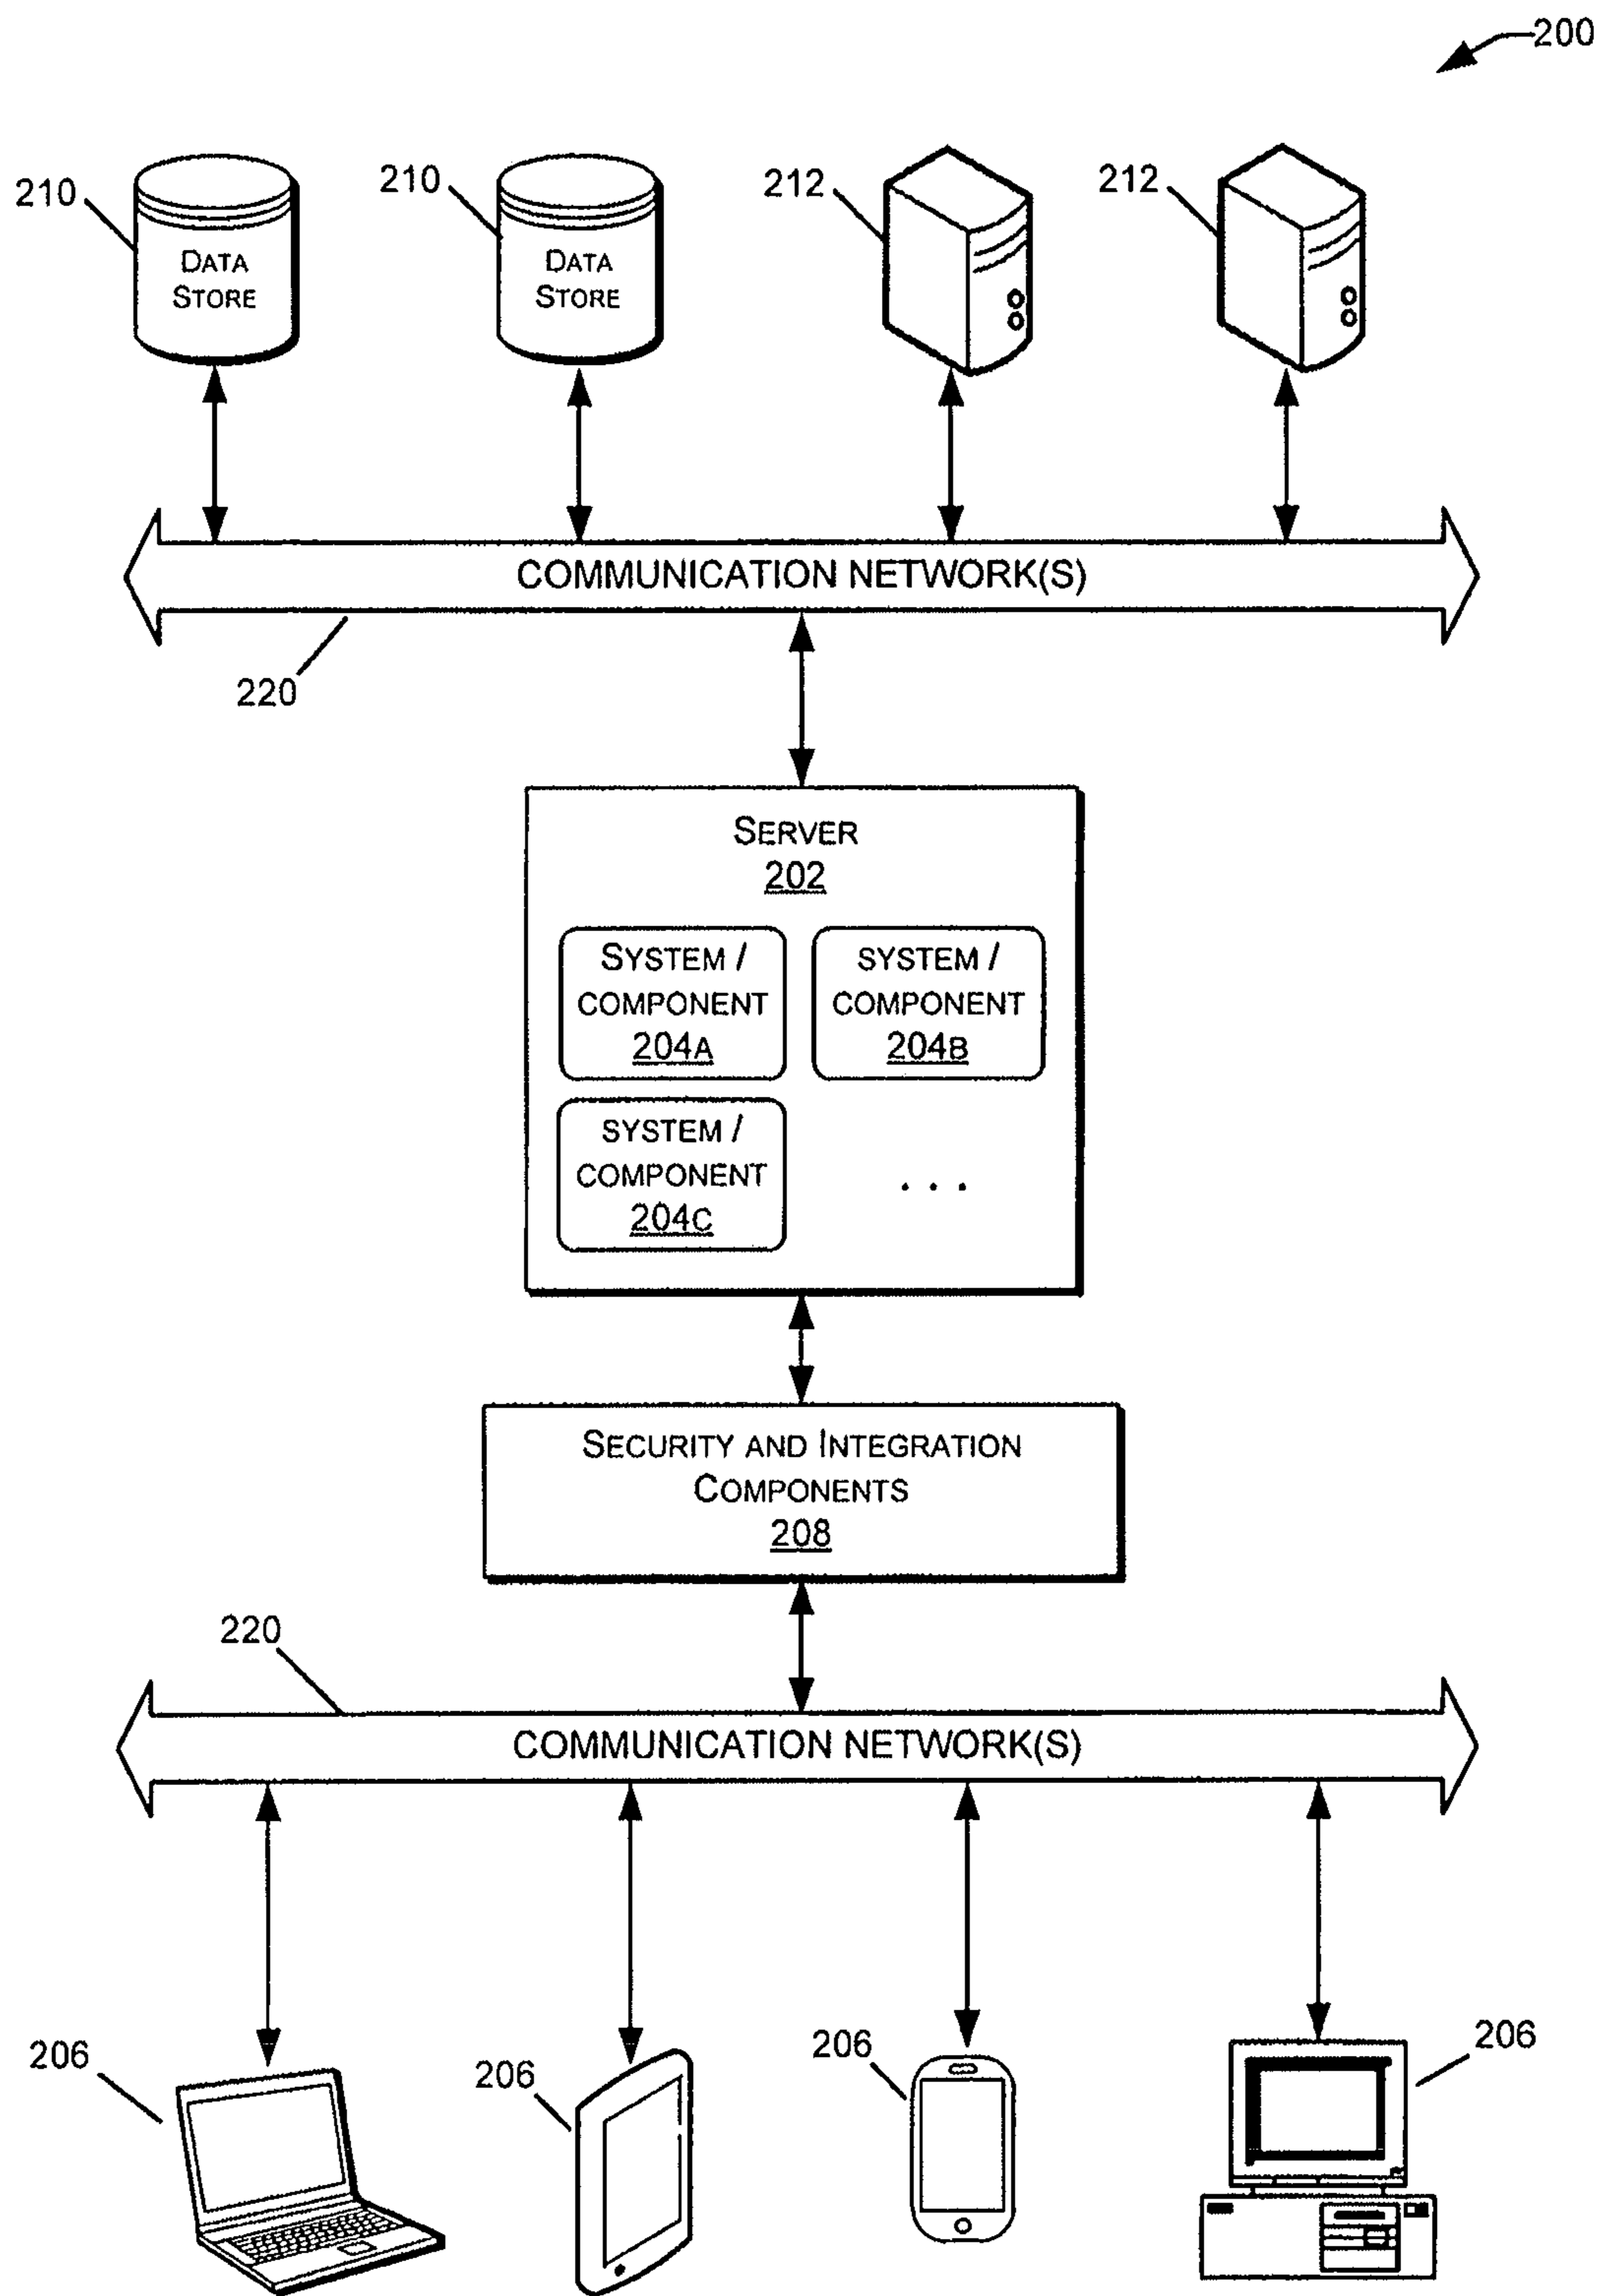 200
210
210
212
212
DATA
STORE
DATA
STORE
COMMUNICATION NETWORK(S)
220
SERVER
202
SYSTEM /
COMPONENT
204A
SYSTEM /
COMPONENT
204B
SYSTEM /
COMPONENT
204C
. . .
SECURITY AND INTEGRATION
COMPONENTS
208
220
COMMUNICATION NETWORK(S)
206
206
206
206